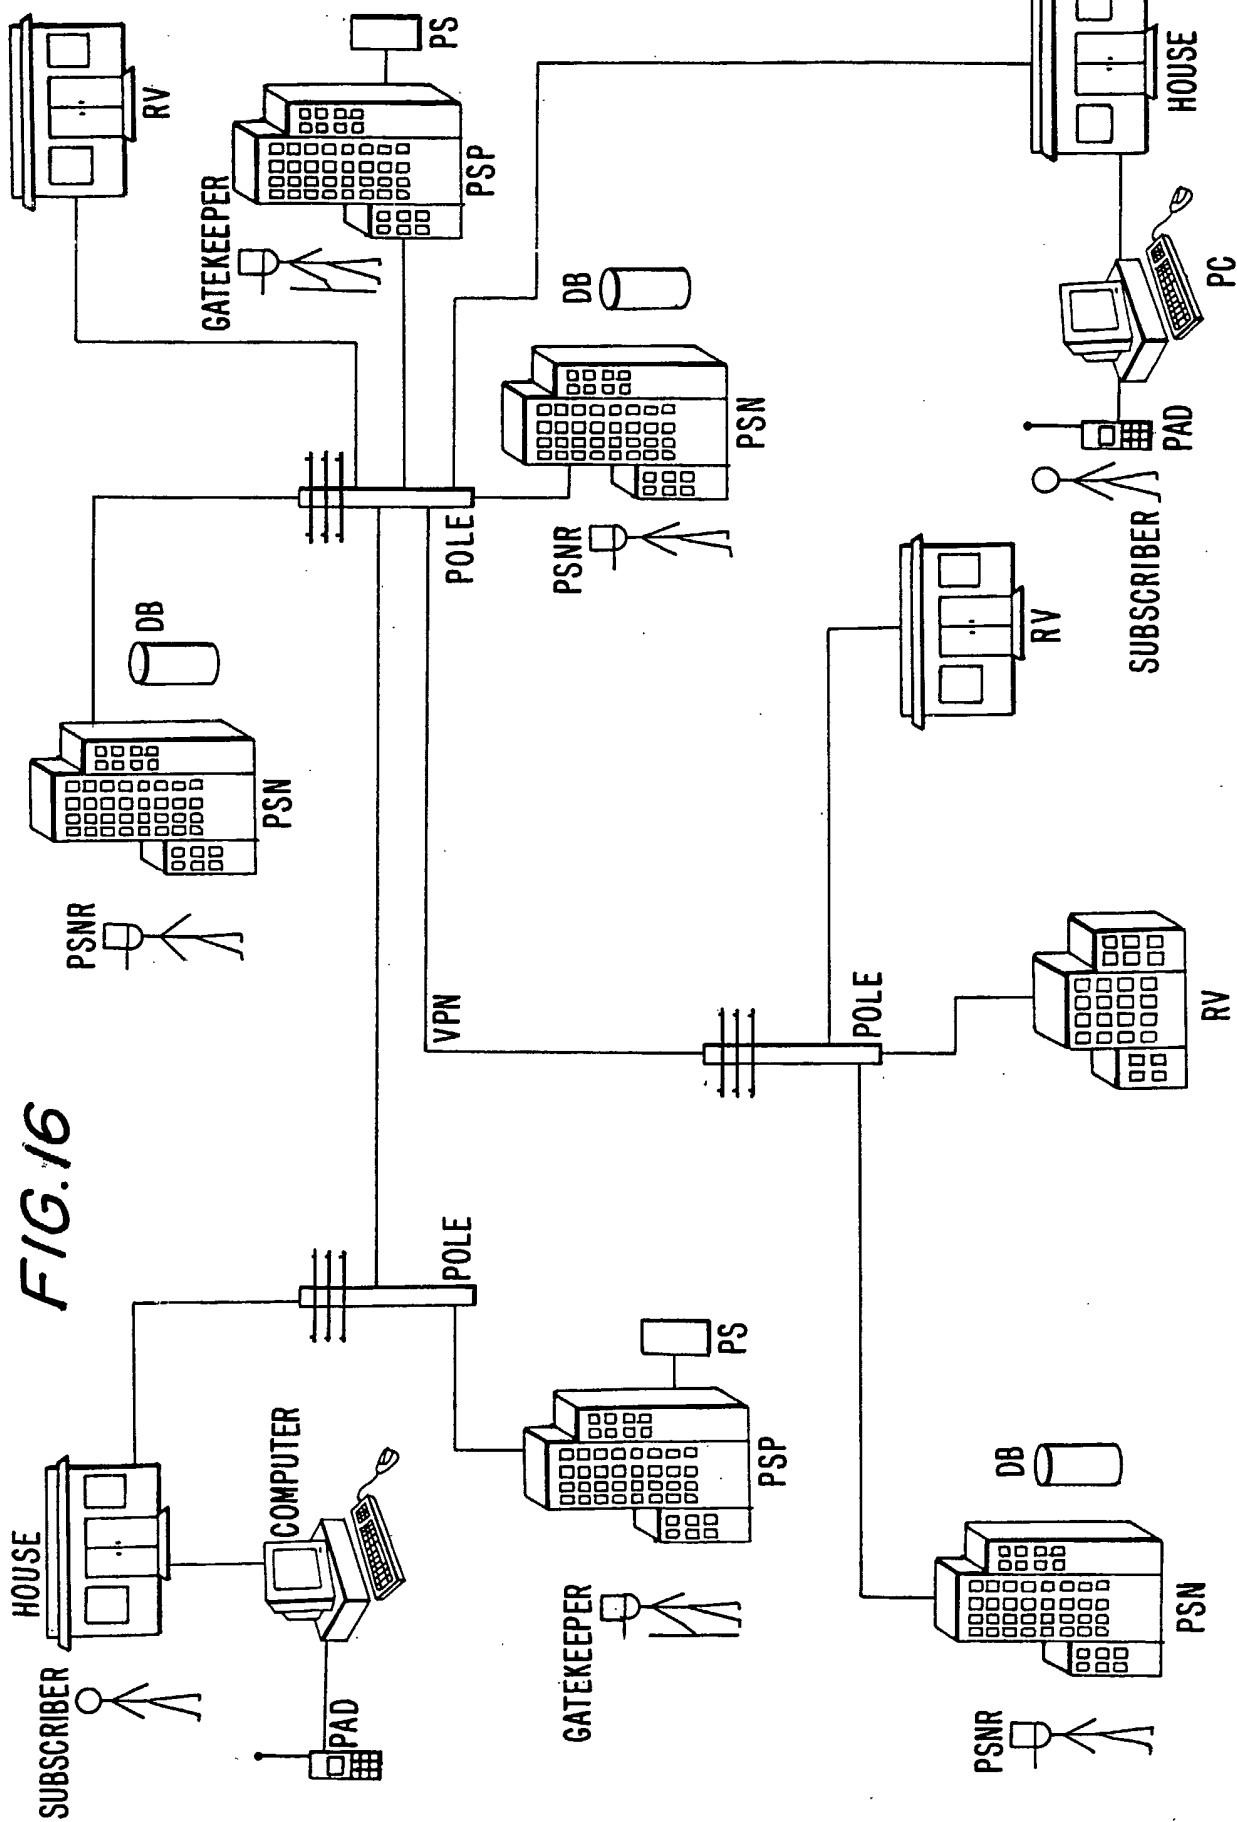 FIG.16
SUBSCRIBER
HOUSE
PAD
COMPUTER
GATEKEEPER
PSP
PS
PSNR
PSN
DB
POLE
VPN
POLE
RV
RV
PSNR
PSN
DB
POLE
PSNR
PSN
DB
GATEKEEPER
PSP
PS
RV
SUBSCRIBER
PAD
PC
HOUSE